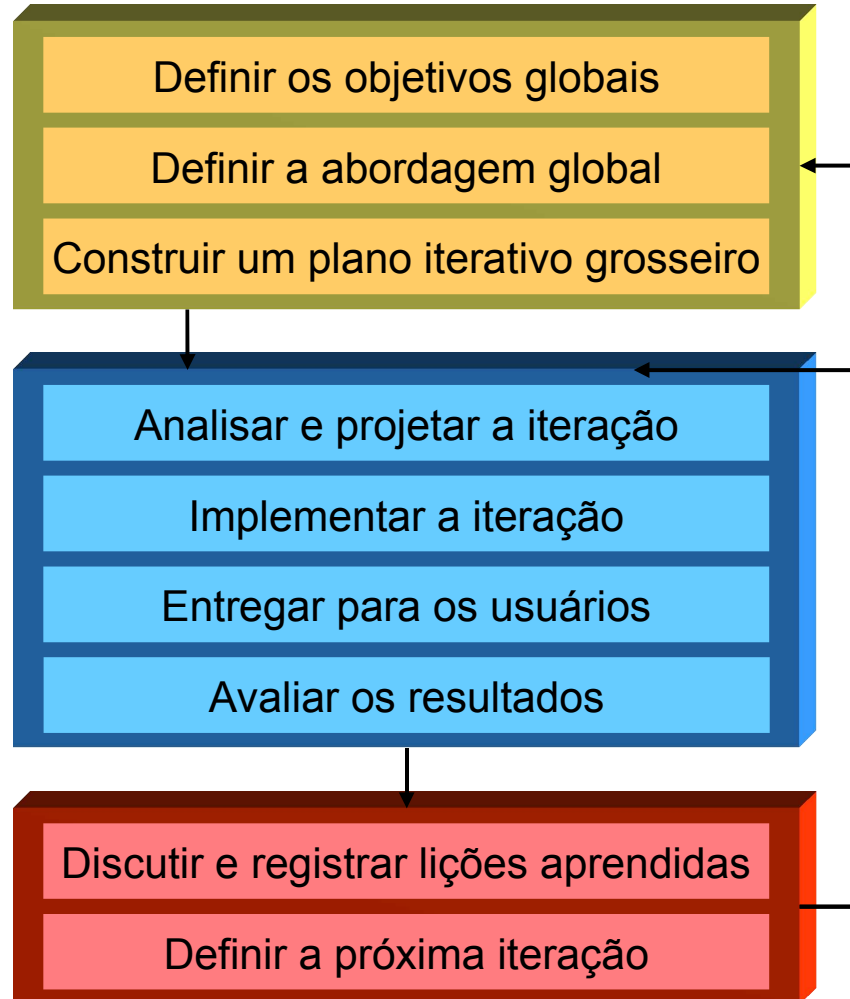 Definir os objetivos globais
Definir a abordagem global
Construir um plano iterativo grosseiro
Analisar e projetar a iteração
Implementar a iteração
Entregar para os usuários
Avaliar os resultados
Discutir e registrar lições aprendidas
Definir a próxima iteração